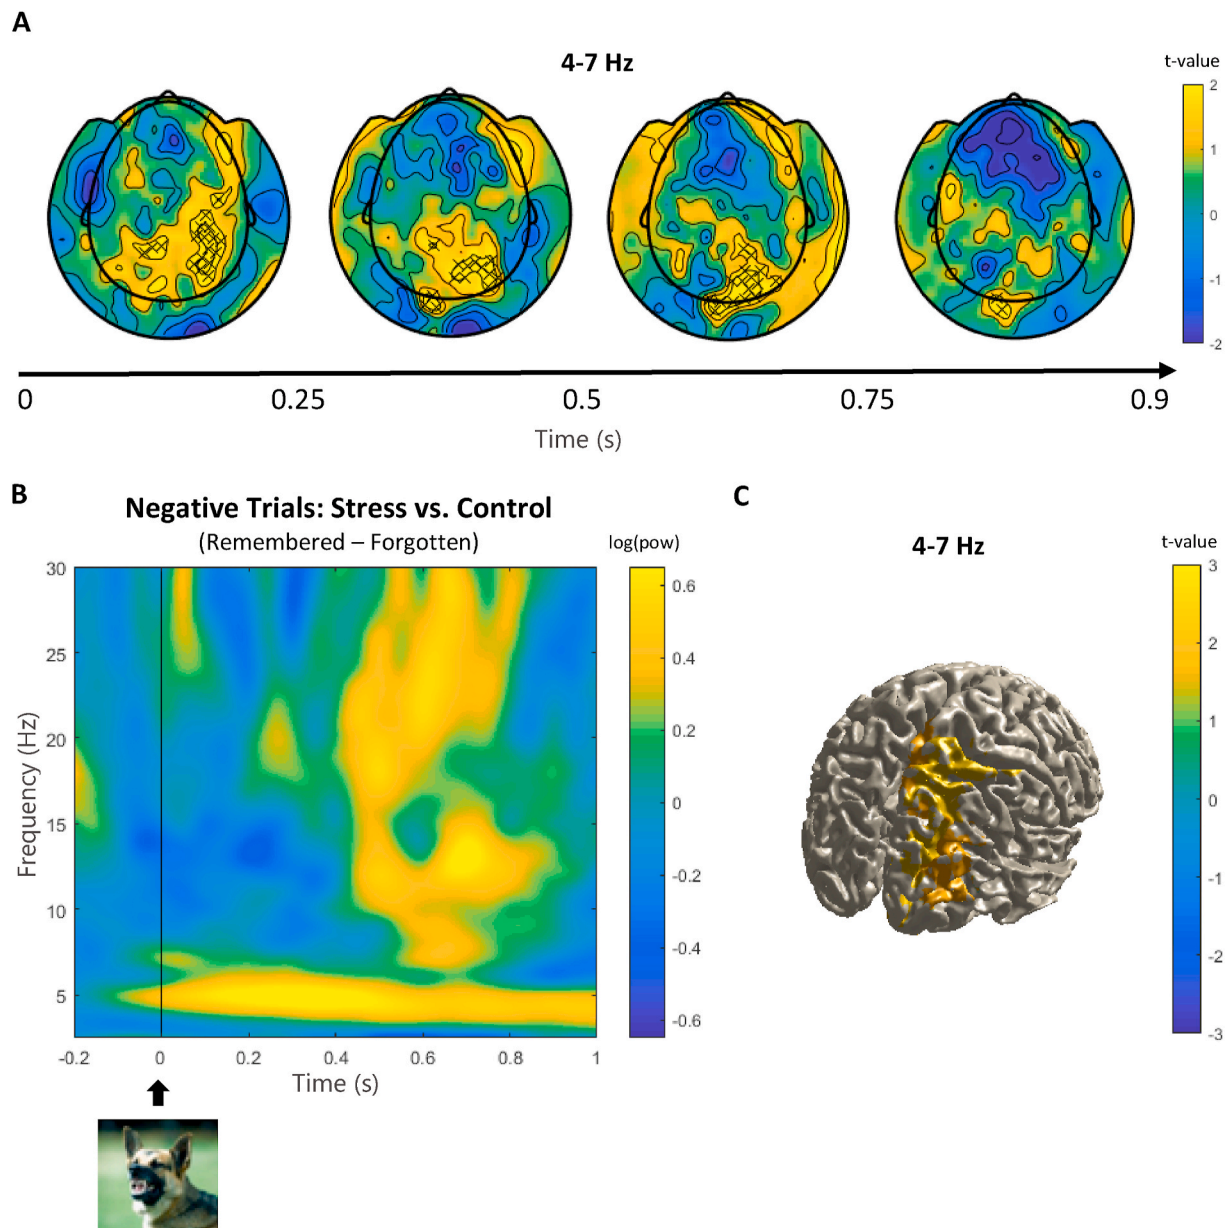 A
4-7 Hz
t-value
2
1
0
-1
-2
0 0.25 0.5 0.75 0.9
Time (s)
B
Negative Trials: Stress vs. Control
(Remembered – Forgotten)
log(pow)
30
25
20
15
10
5
Frequency (Hz)
-0.2 0 0.2 0.4 0.6 0.8 1
Time (s)
0.6
0.4
0.2
0
-0.2
-0.4
-0.6
C
4-7 Hz
t-value
3
2
1
0
-1
-2
-3